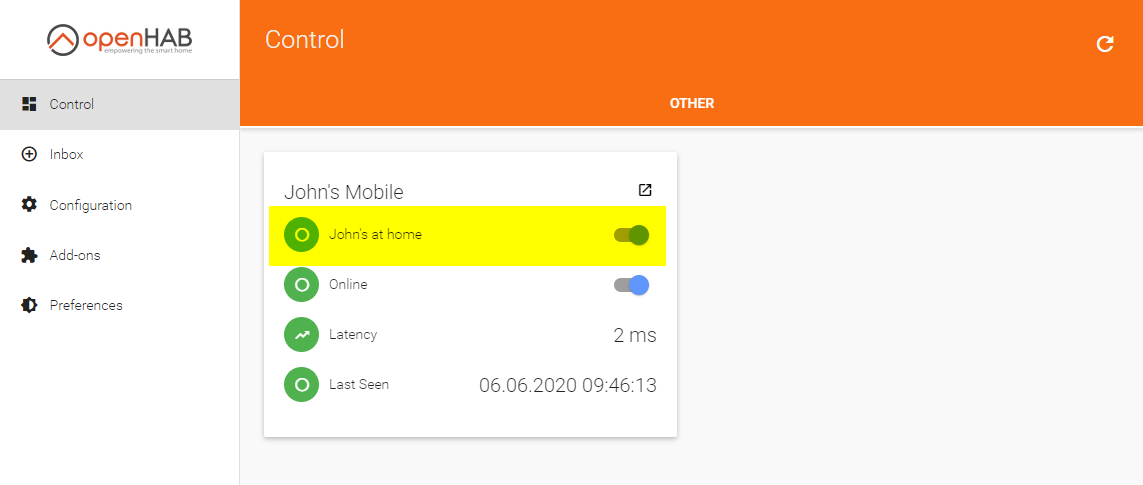 openHAB
empowering the smart home
Control
Inbox
Configuration
Add-ons
Preferences
Control
OTHER
John's Mobile
John's at home
Online
Latency 2 ms
Last Seen 06.06.2020 09:46:13